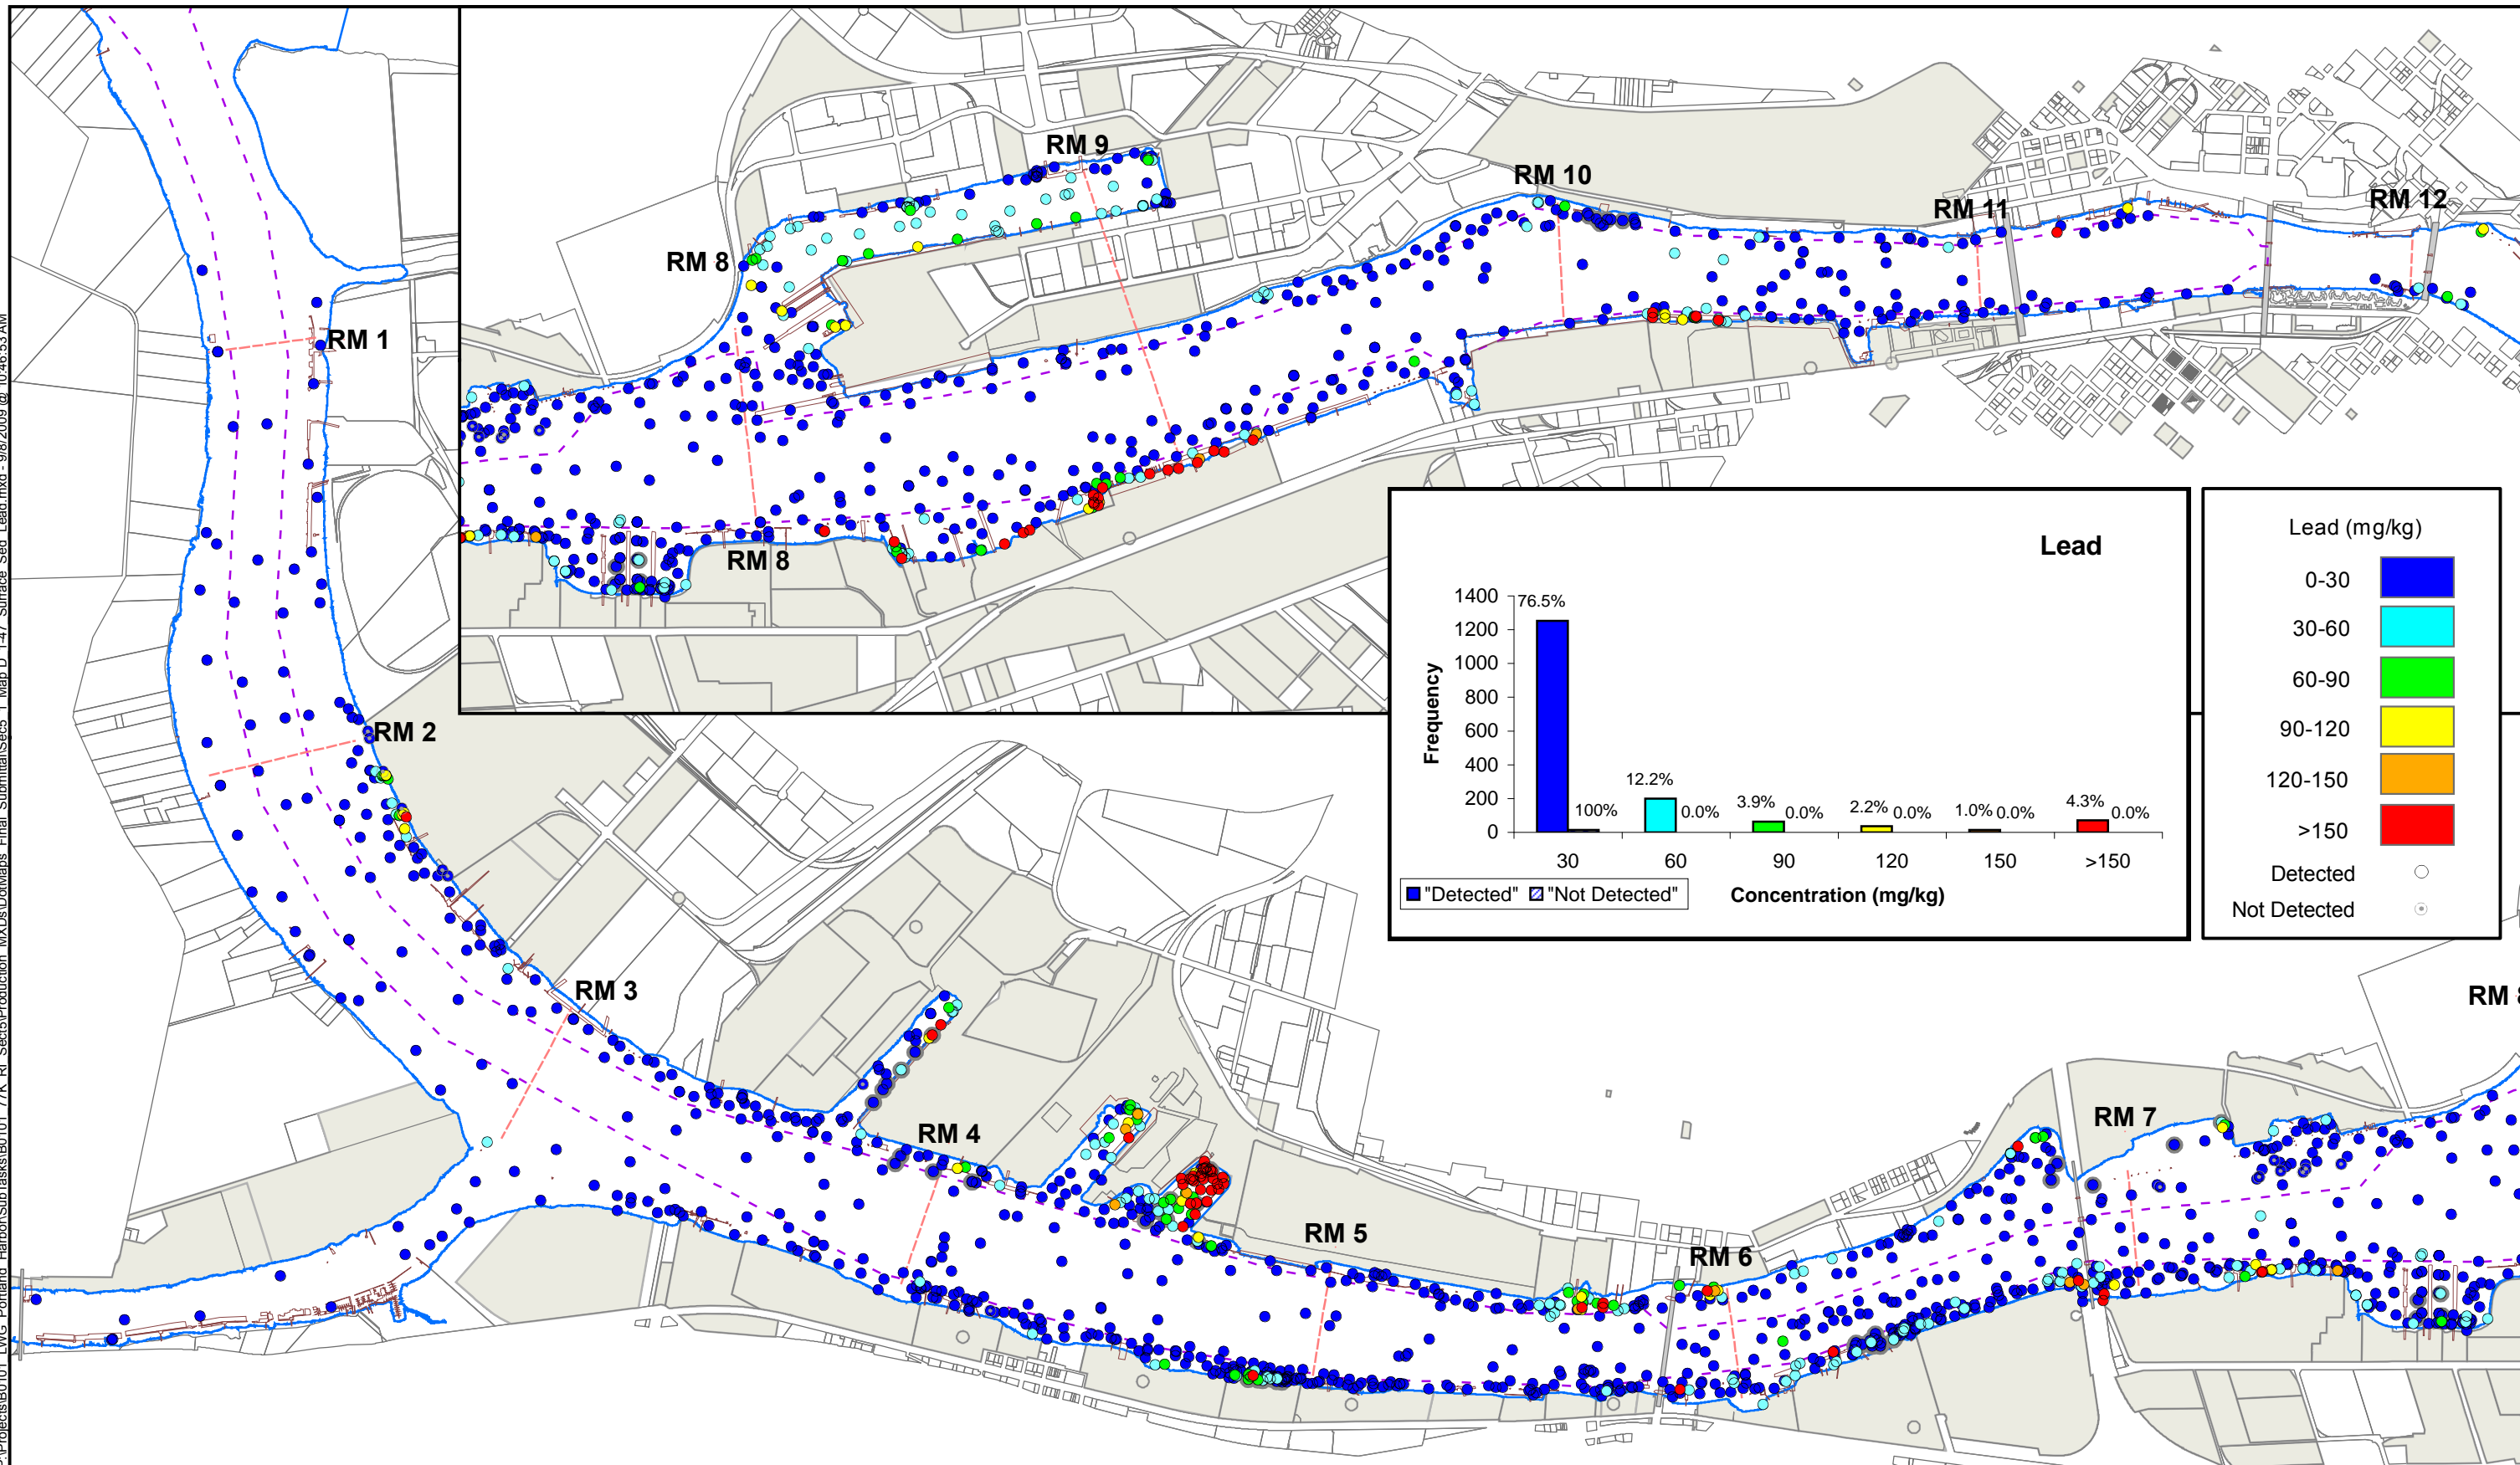 RM 9
RM 10
RM 11
RM 12
RM 8
RM 1
RM 8
RM 2
Lead
1400
1200
1000
800
600
400
200
0
Frequency
76.5%
100%
12.2%
0.0%
3.9%
0.0%
2.2%
0.0%
1.0%
0.0%
4.3%
0.0%
30
60
90
120
150
>150
"Detected"
"Not Detected"
Concentration (mg/kg)
Lead (mg/kg)
0-30
30-60
60-90
90-120
120-150
>150
Detected
Not Detected
RM 3
RM 4
RM 5
RM 6
RM 7
RM 8